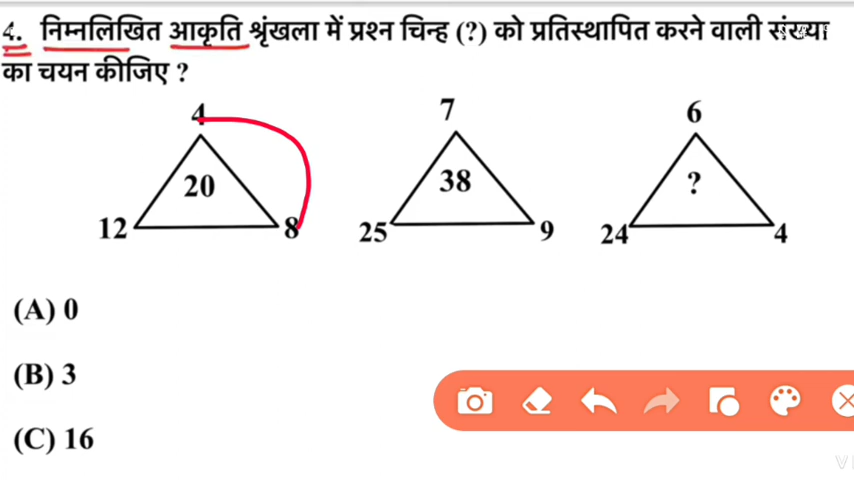 4. निम्नलिखित आकृति श्रृंखला में प्रश्न चिन्ह (?) को प्रतिस्थापित करने वाली संख्या
का चयन कीजिए ?
4 7 6
20 38 ?
12 8 25 9 24 4
(A) 0
(B) 3
(C) 16